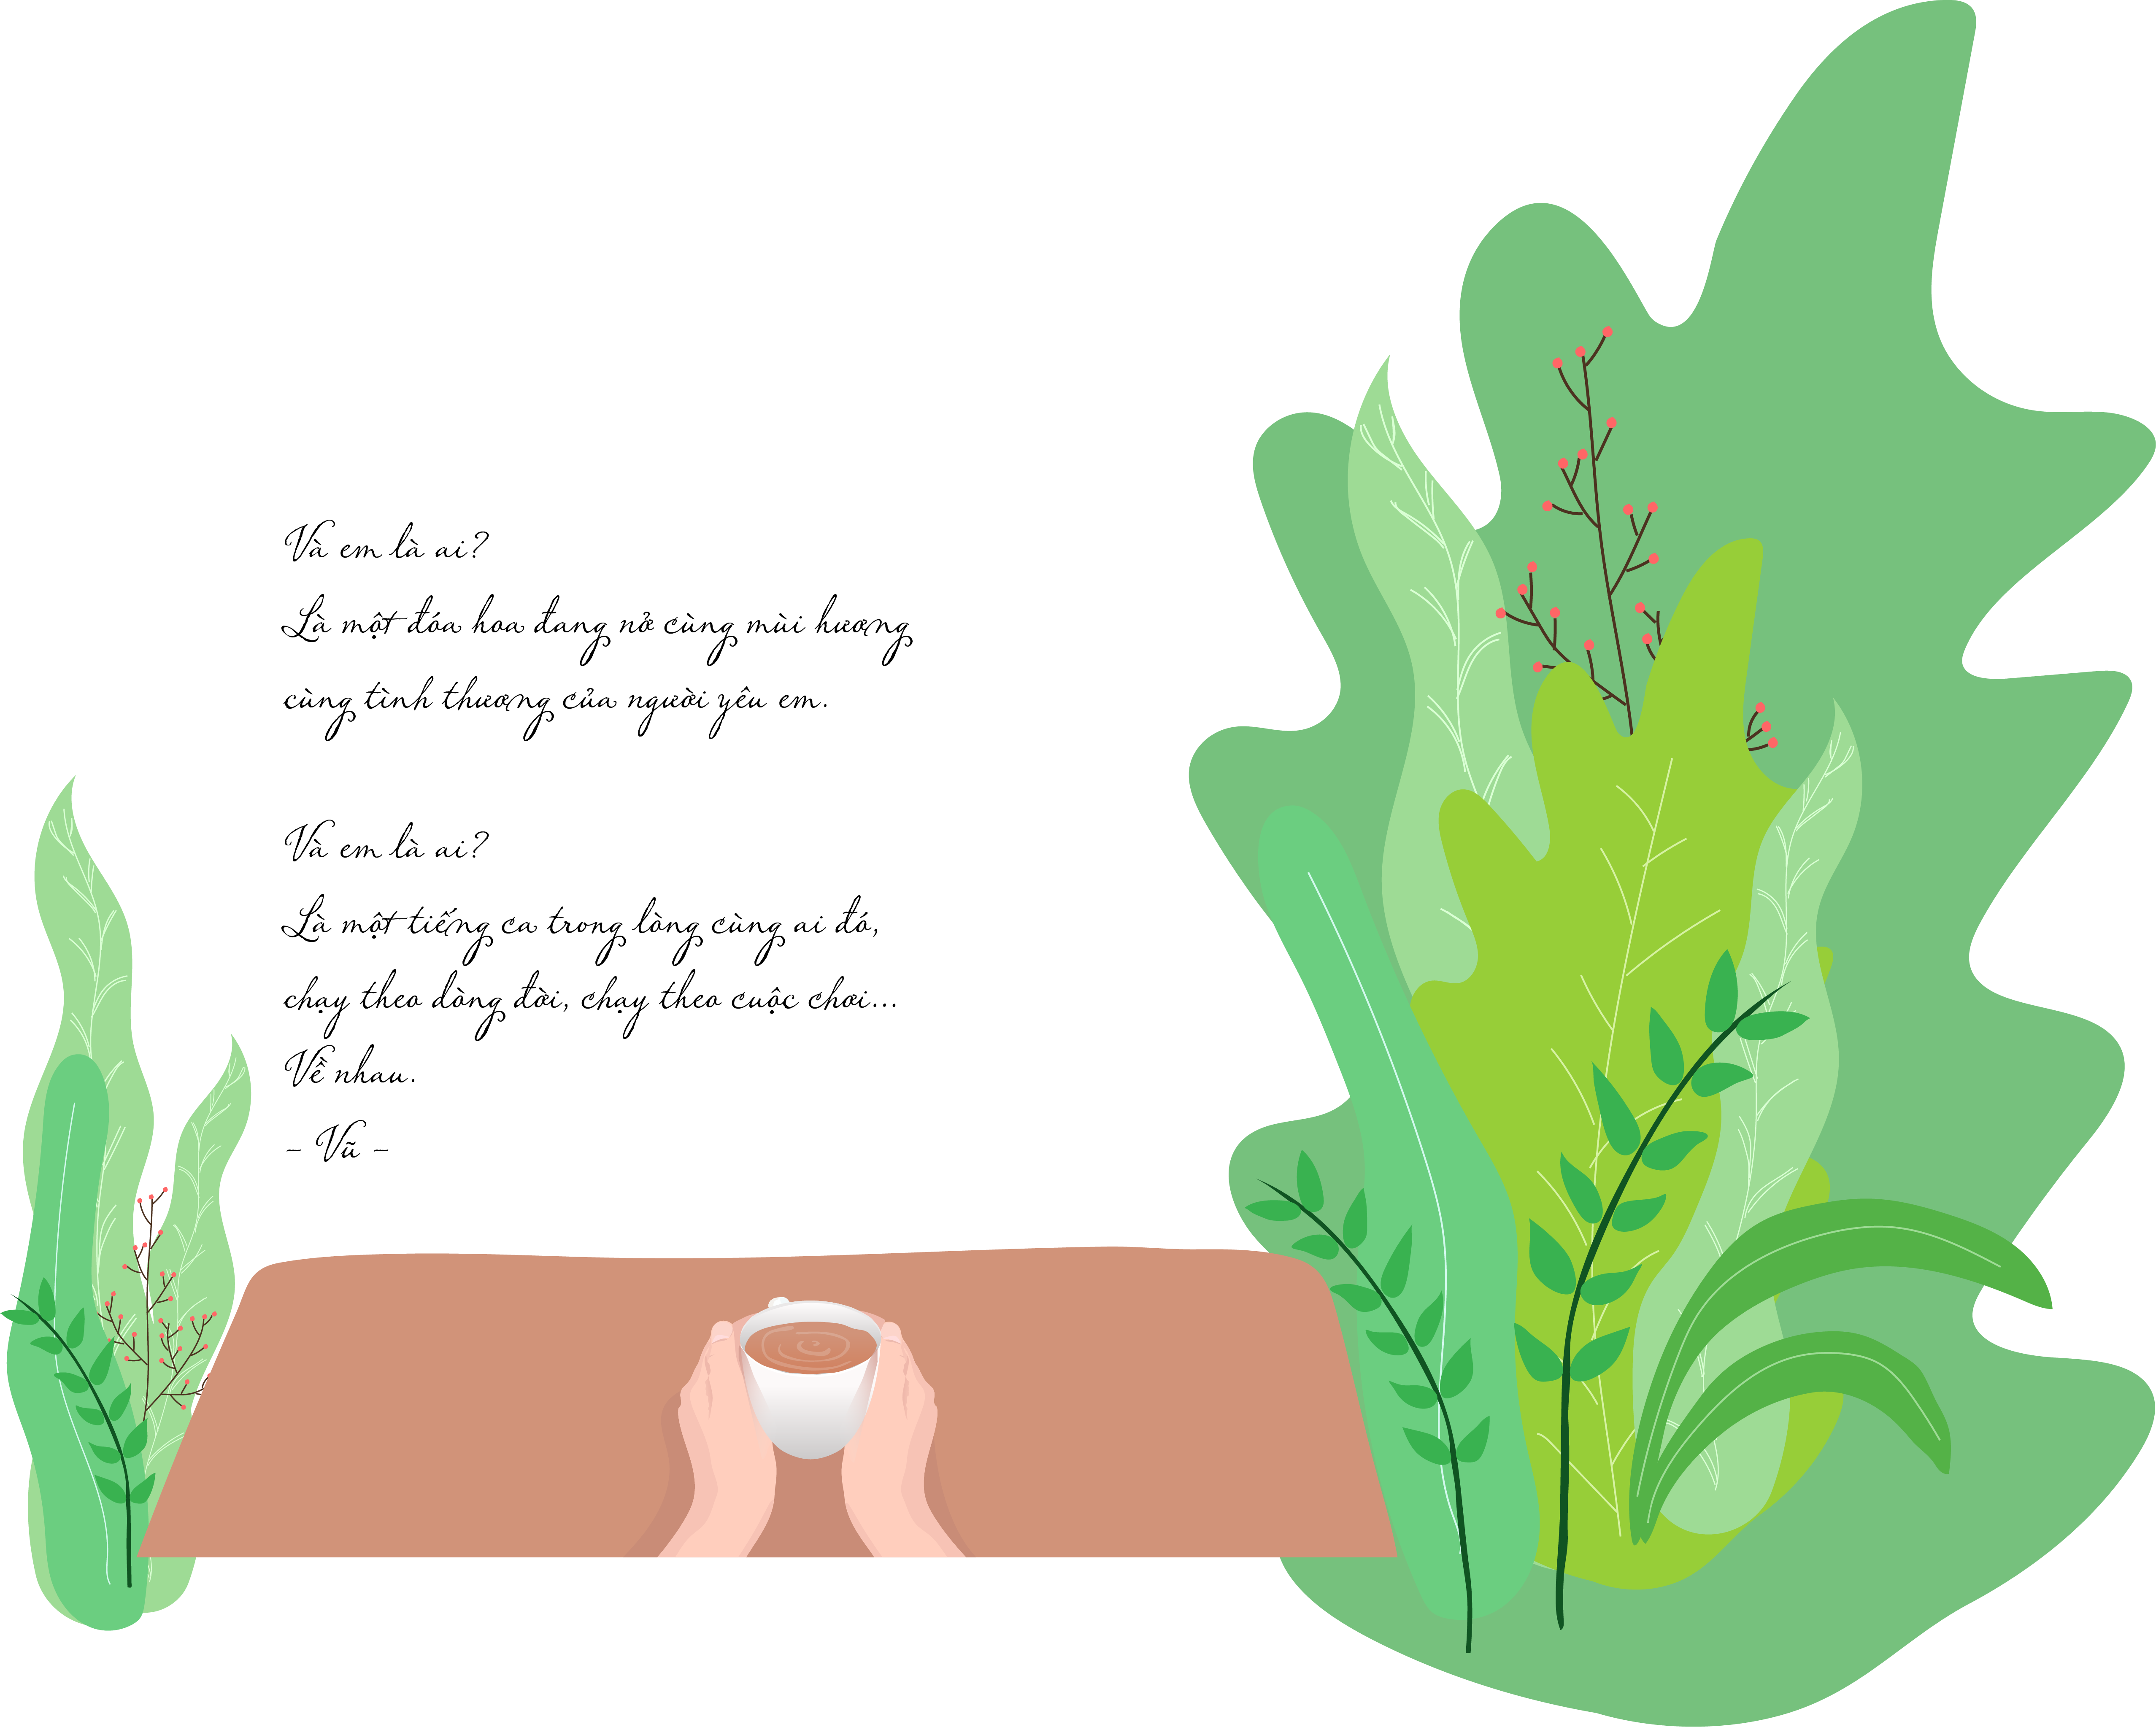 Và em là ai?
Là một đóa hoa đang nở cùng mùi hương
cùng tình thương của người yêu em.
Và em là ai?
Là một tiếng ca trong lòng cùng ai đó,
chạy theo dòng đời, chạy theo cuộc chơi...
Về nhau.
- Vũ -